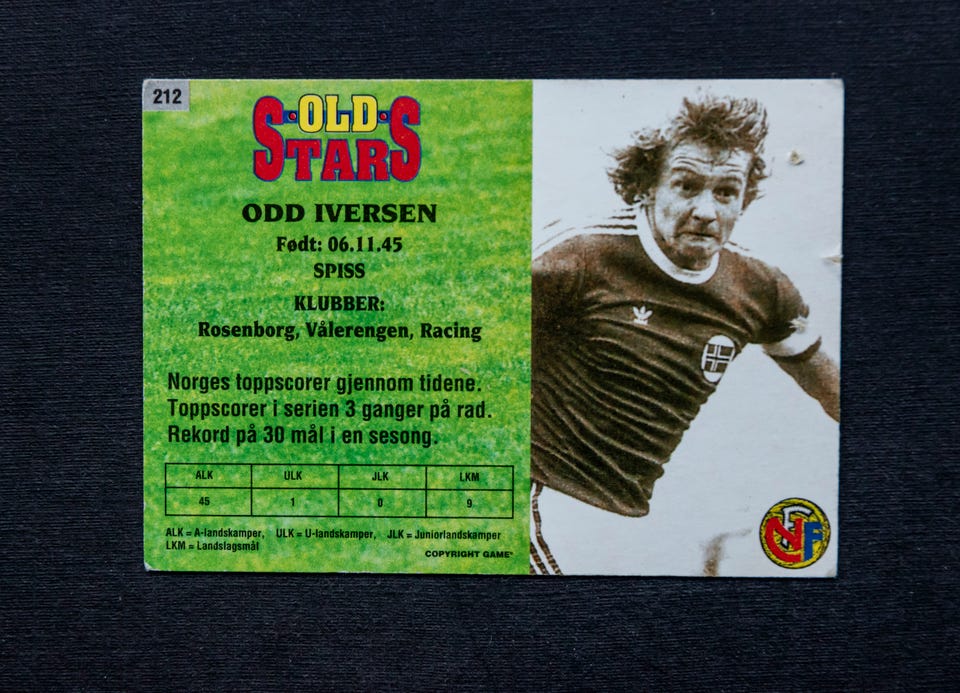 212
OLD
STARS
ODD IVERSEN
Født: 06.11.45
SPISS
KLUBBER:
Rosenborg, Vålerengen, Racing
Norges toppscorer gjennom tidene.
Toppscorer i serien 3 ganger på rad.
Rekord på 30 mål i en sesong.
ALK ULK JLK LKM
45 1 0 9
ALK = A-landskamper, ULK = U-landskamper, JLK = Juniorlandskamper
LKM = Landslagsmål
COPYRIGHT GAME®
NFF